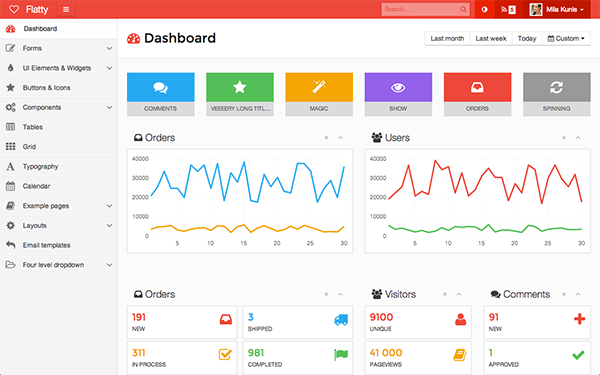 Flatty
Search...
5
Mila Kunis
Dashboard
Forms
UI Elements & Widgets
Buttons & Icons
Components
Tables
Grid
Typography
Calendar
Example pages
Layouts
Email templates
Four level dropdown
Dashboard
Last month
Last week
Today
Custom
COMMENTS
VEEEERY LONG TITL...
MAGIC
SHOW
ORDERS
SPINNING
Orders
40000
30000
20000
10000
0
5 10 15 20 25 30
Users
40000
30000
20000
10000
0
5 10 15 20 25 30
Orders
191
NEW
3
SHIPPED
311
IN PROCESS
981
COMPLETED
Visitors
9100
UNIQUE
41 000
PAGEVIEWS
Comments
91
NEW
1
APPROVED